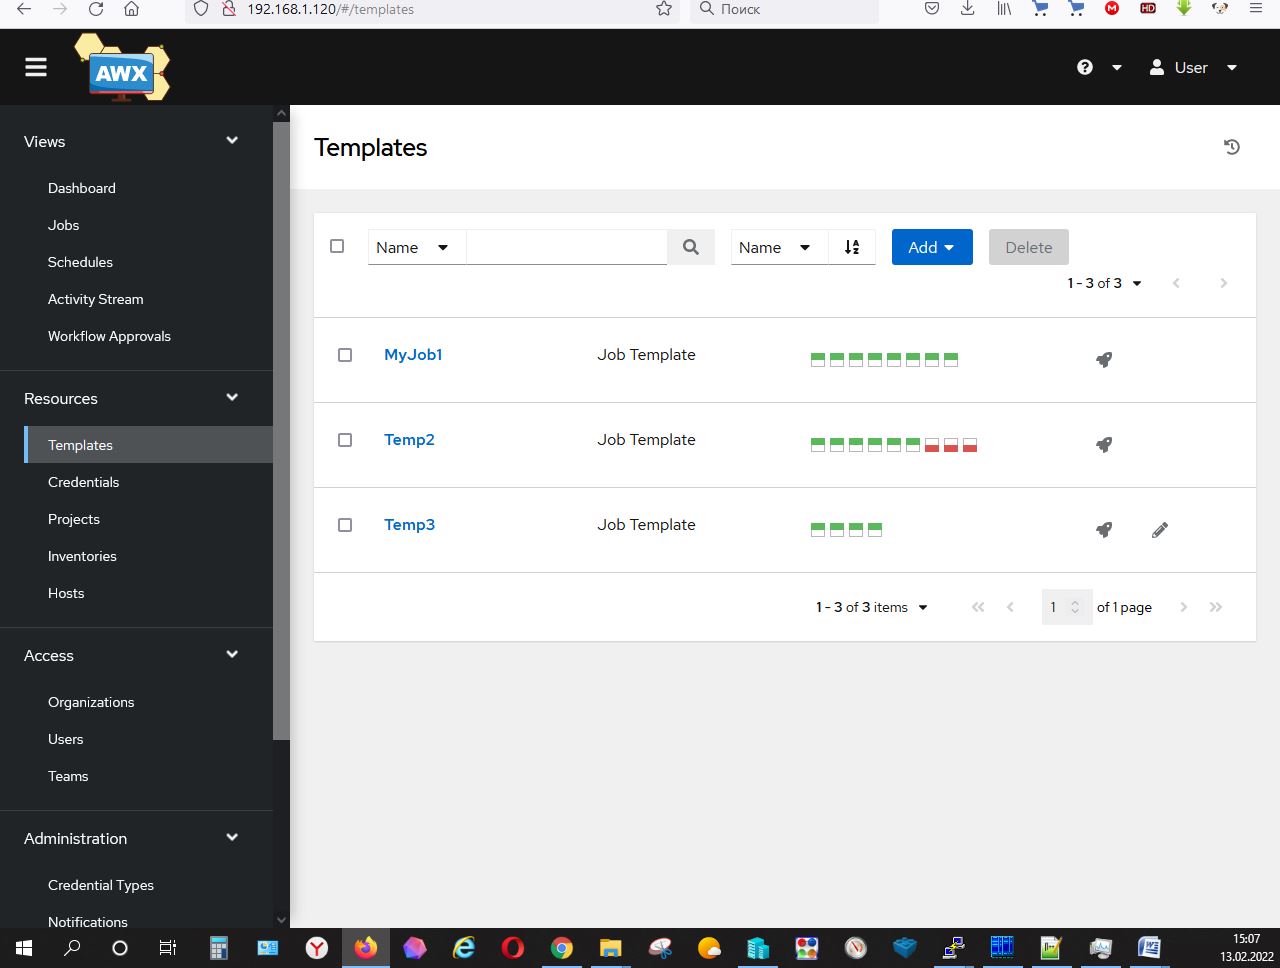 192.168.1.120/#/templates
Поиск
M
HD
AWX
User
Views
Dashboard
Jobs
Schedules
Activity Stream
Workflow Approvals
Resources
Templates
Credentials
Projects
Inventories
Hosts
Access
Organizations
Users
Teams
Administration
Credential Types
Notifications
Templates
Name
Name
Add
Delete
1 - 3 of 3
MyJob1
Job Template
Temp2
Job Template
Temp3
Job Template
1 - 3 of 3 items
1
of 1 page
15:07
13.02.2022